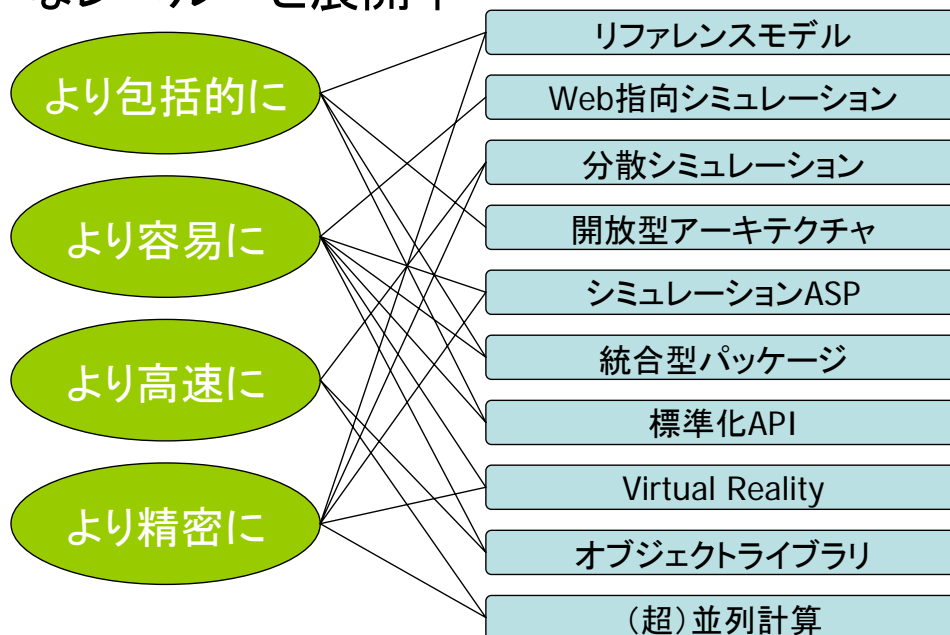 より包括的に
より容易に
より高速に
より精密に
リファレンスモデル
Web指向シミュレーション
分散シミュレーション
開放型アーキテクチャ
シミュレーションASP
統合型パッケージ
標準化API
Virtual Reality
オブジェクトライブラリ
（超）並列計算